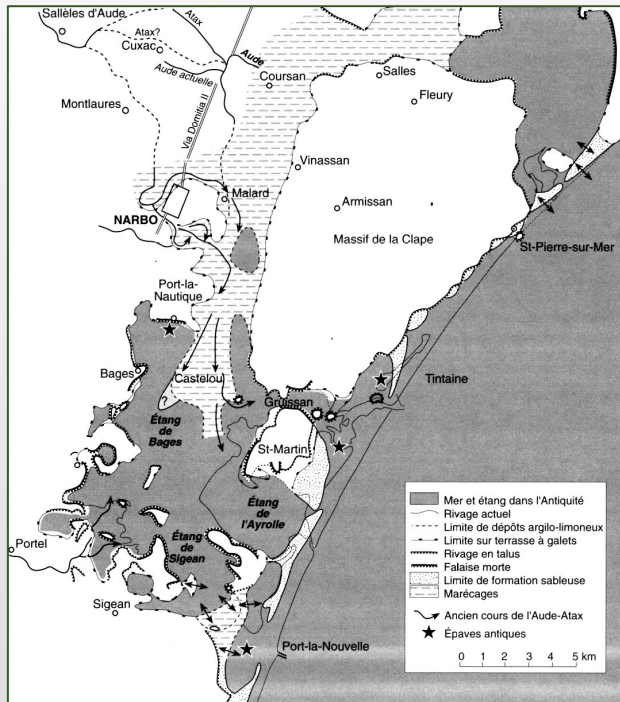 Sallèles d'Aude
Atax
Atax?
Cuxac
Aude
Aude actuelle
Coursan
Salles
Fleury
Montlaures
Via Domitia II
Vinassan
Malard
Armissan
NARBO
Massif de la Clape
St-Pierre-sur-Mer
Port-la-
Nautique
Bages
Castelou
Tintaine
?
Gruissan
Étang
de
Bages
St-Martin
Étang
de
l'Ayrolle
Étang
de
Sigean
Portel
Sigean
Port-la-Nouvelle
Mer et étang dans l'Antiquité
Rivage actuel
Limite de dépôts argilo-limoneux
Limite sur terrasse à galets
Rivage en talus
Falaise morte
Limite de formation sableuse
Marécages
Ancien cours de l'Aude-Atax
Épaves antiques
0 1 2 3 4 5 km